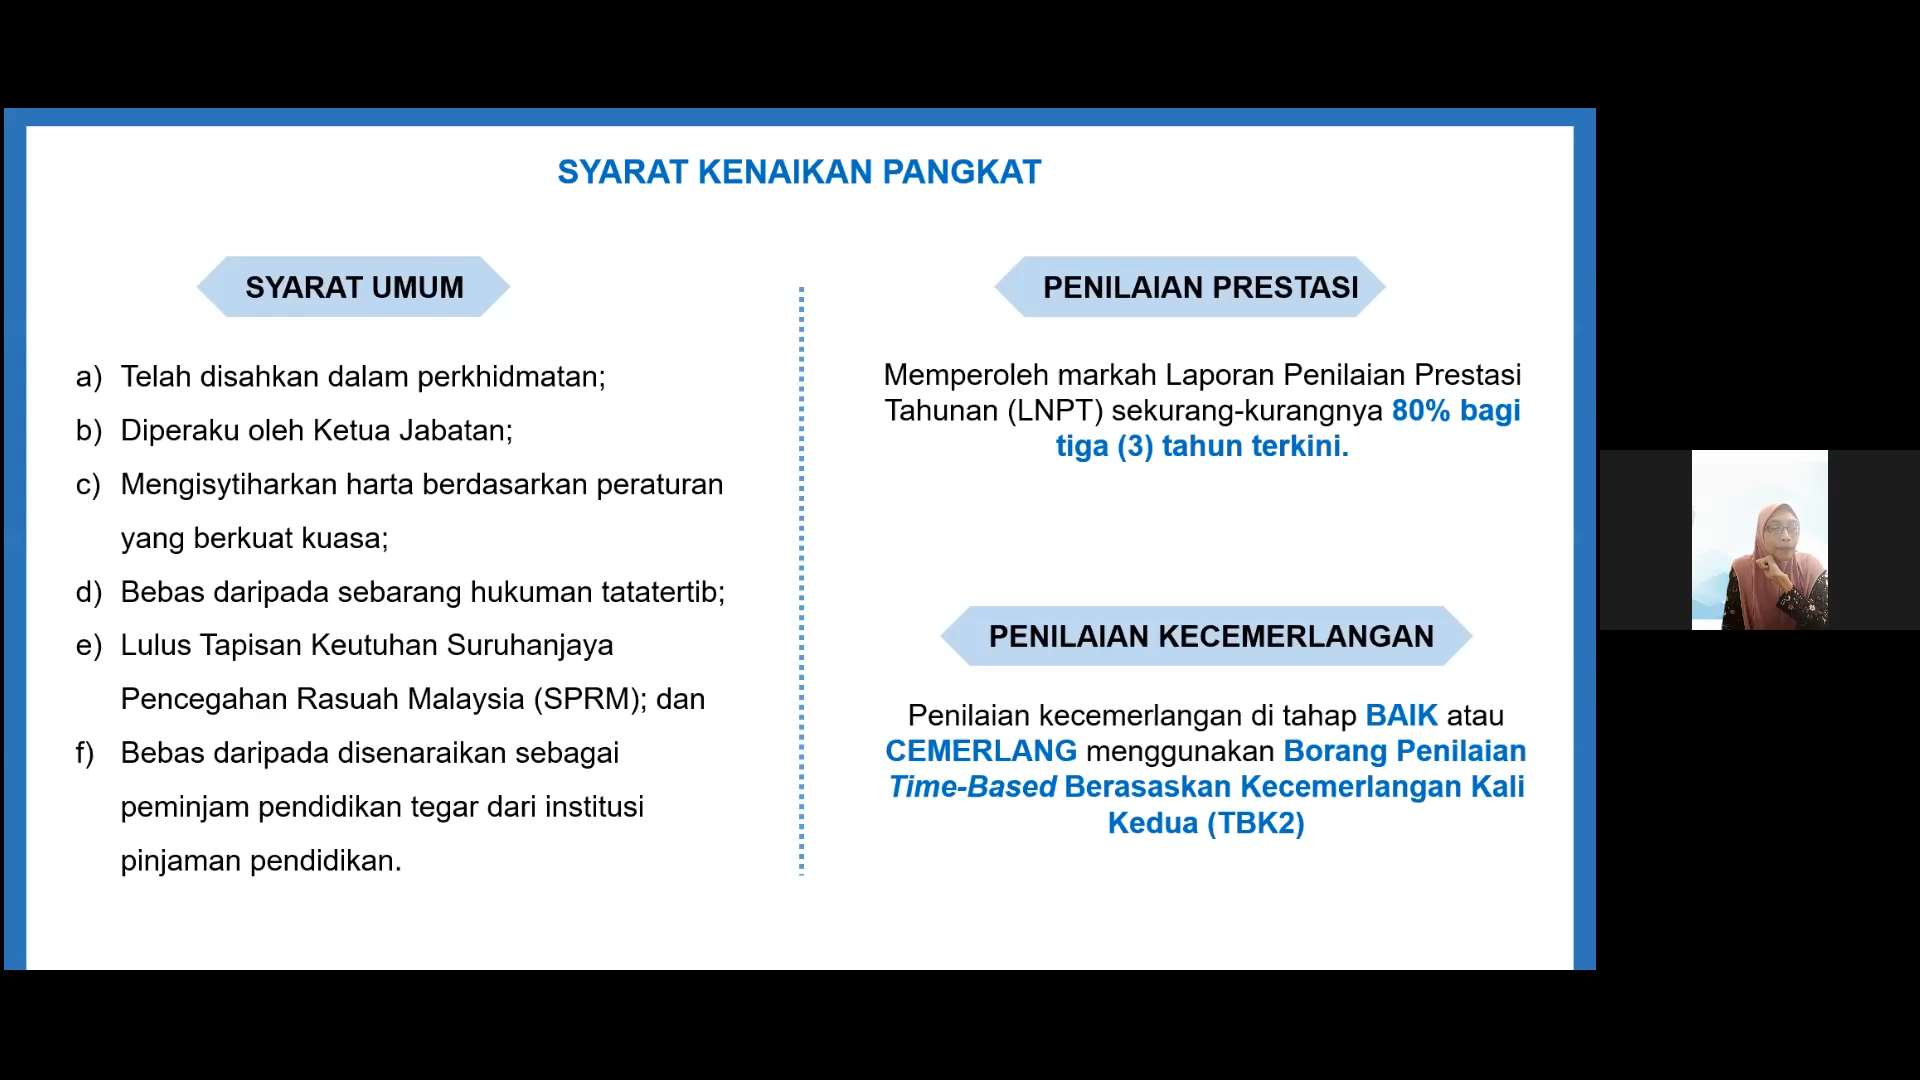 SYARAT KENAIKAN PANGKAT
SYARAT UMUM
a) Telah disahkan dalam perkhidmatan;
b) Diperaku oleh Ketua Jabatan;
c) Mengisytiharkan harta berdasarkan peraturan
yang berkuat kuasa;
d) Bebas daripada sebarang hukuman tatatertib;
e) Lulus Tapisan Keutuhan Suruhanjaya
Pencegahan Rasuah Malaysia (SPRM); dan
f) Bebas daripada disenaraikan sebagai
peminjam pendidikan tegar dari institusi
pinjaman pendidikan.
PENILAIAN PRESTASI
Memperoleh markah Laporan Penilaian Prestasi
Tahunan (LNPT) sekurang-kurangnya 80% bagi
tiga (3) tahun terkini.
PENILAIAN KECEMERLANGAN
Penilaian kecemerlangan di tahap BAIK atau
CEMERLANG menggunakan Borang Penilaian
Time-Based Berasaskan Kecemerlangan Kali
Kedua (TBK2)